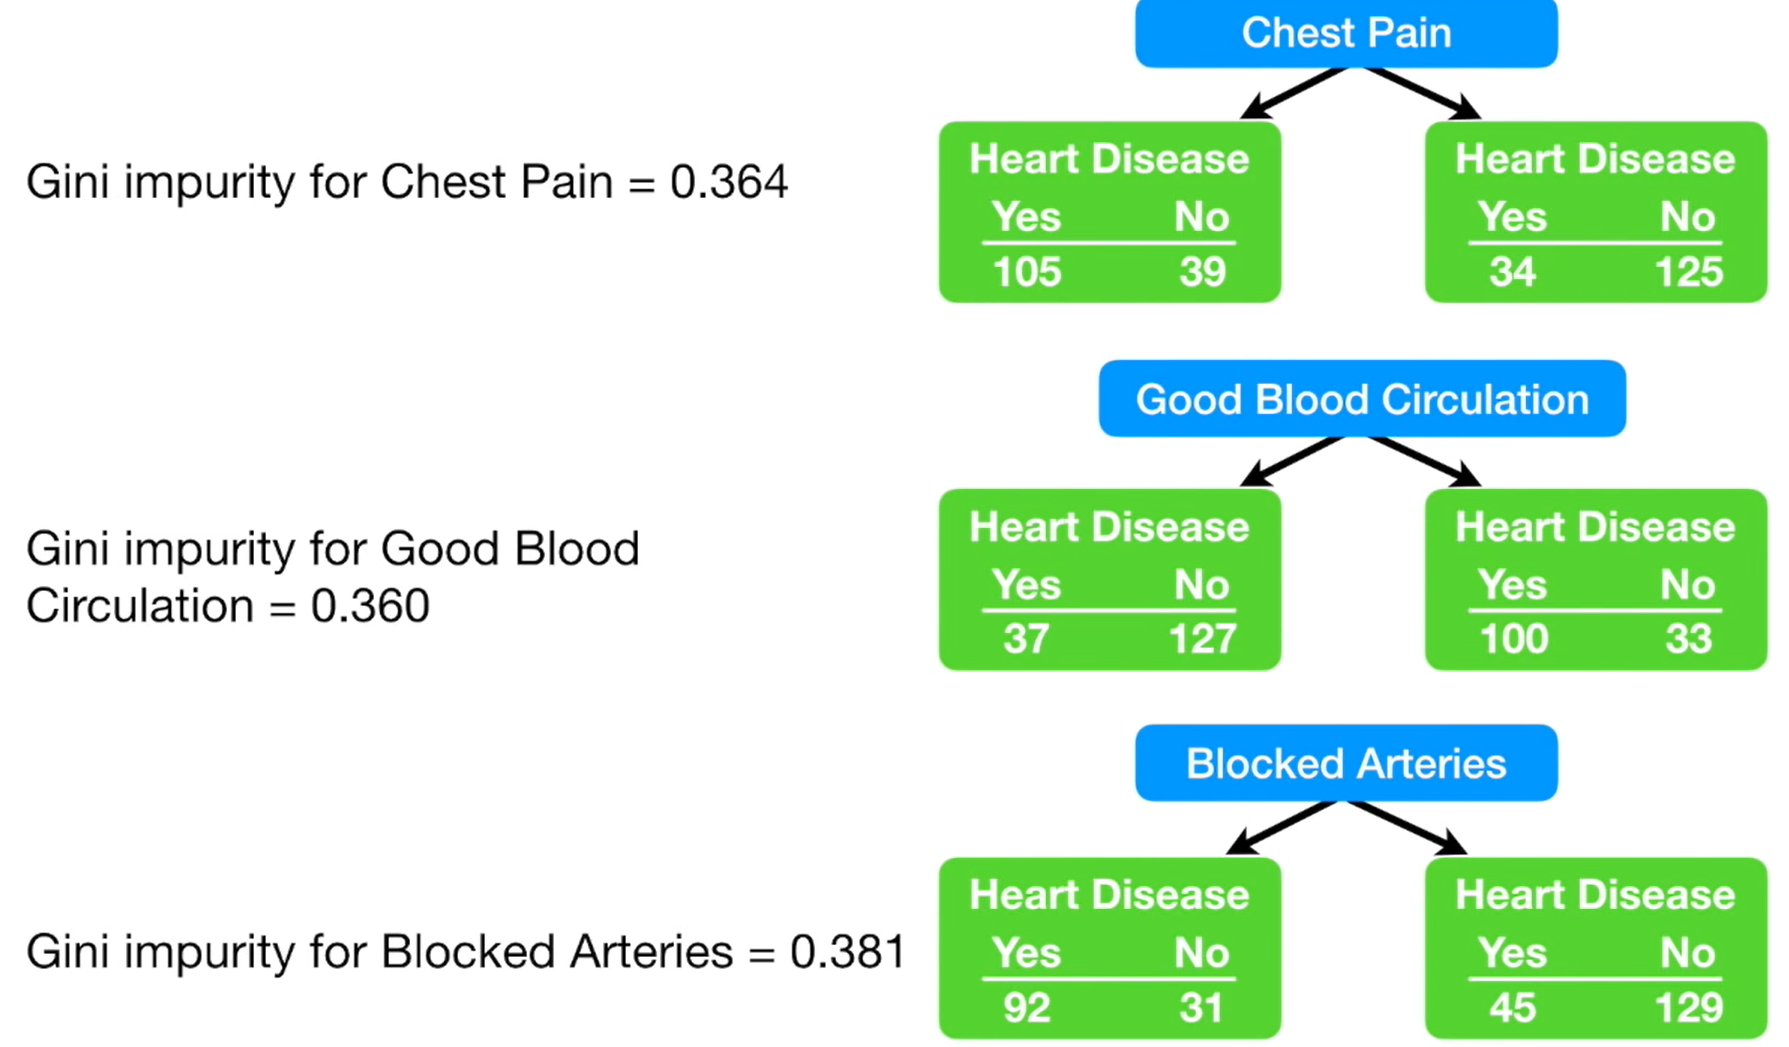 Chest Pain
Gini impurity for Chest Pain = 0.364
Heart Disease
Yes No
105 39
Heart Disease
Yes No
34 125
Good Blood Circulation
Gini impurity for Good Blood
Circulation = 0.360
Heart Disease
Yes No
37 127
Heart Disease
Yes No
100 33
Blocked Arteries
Gini impurity for Blocked Arteries = 0.381
Heart Disease
Yes No
92 31
Heart Disease
Yes No
45 129